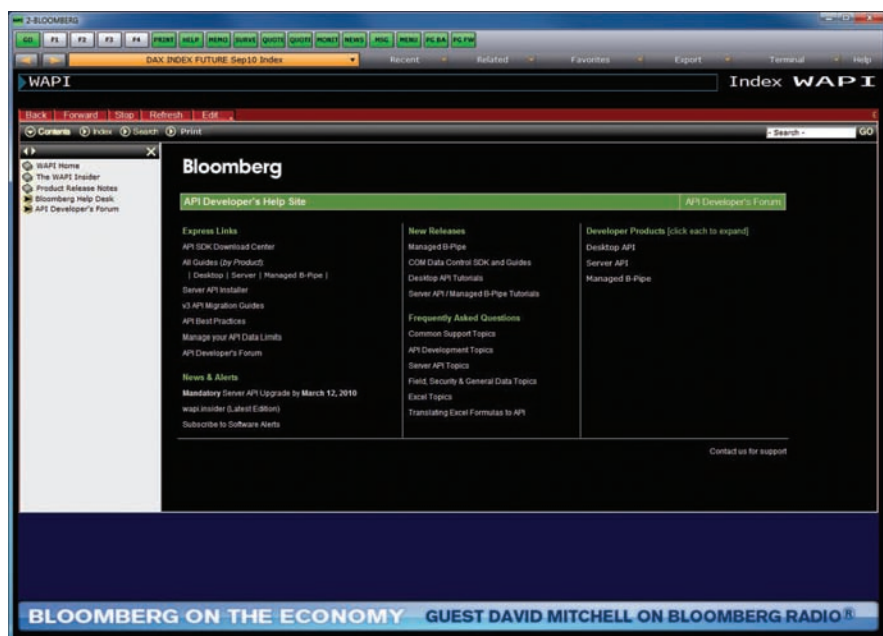 2-BLOOMBERG
GO F1 F2 F3 F4 PRINT HELP MEMO SURVE QUOTE QUOTE MONIT NEWS MSG MENU PG BA PG FW
DAX INDEX FUTURE Sep10 Index Recent Related Favorites Export Terminal Help
WAPI Index WAPI
Back Forward Stop Refresh Edit
Contents Index Search Print - Search - GO
WAPI Home
The WAPI Insider
Product Release Notes
Bloomberg Help Desk
API Developer's Forum
Bloomberg
API Developer's Help Site API Developer's Forum
Express Links
API SDK Download Center
All Guides (by Product):
| Desktop | Server | Managed B-Pipe |
Server API Installer
v3 API Migration Guides
API Best Practices
Manage your API Data Limits
API Developer's Forum
News & Alerts
Mandatory Server API Upgrade by March 12, 2010
wapi.insider (Latest Edition)
Subscribe to Software Alerts
New Releases
Managed B-Pipe
COM Data Control SDK and Guides
Desktop API Tutorials
Server API / Managed B-Pipe Tutorials
Frequently Asked Questions
Common Support Topics
API Development Topics
Server API Topics
Field, Security & General Data Topics
Excel Topics
Translating Excel Formulas to API
Developer Products [click each to expand]
Desktop API
Server API
Managed B-Pipe
Contact us for support
BLOOMBERG ON THE ECONOMY GUEST DAVID MITCHELL ON BLOOMBERG RADIO®